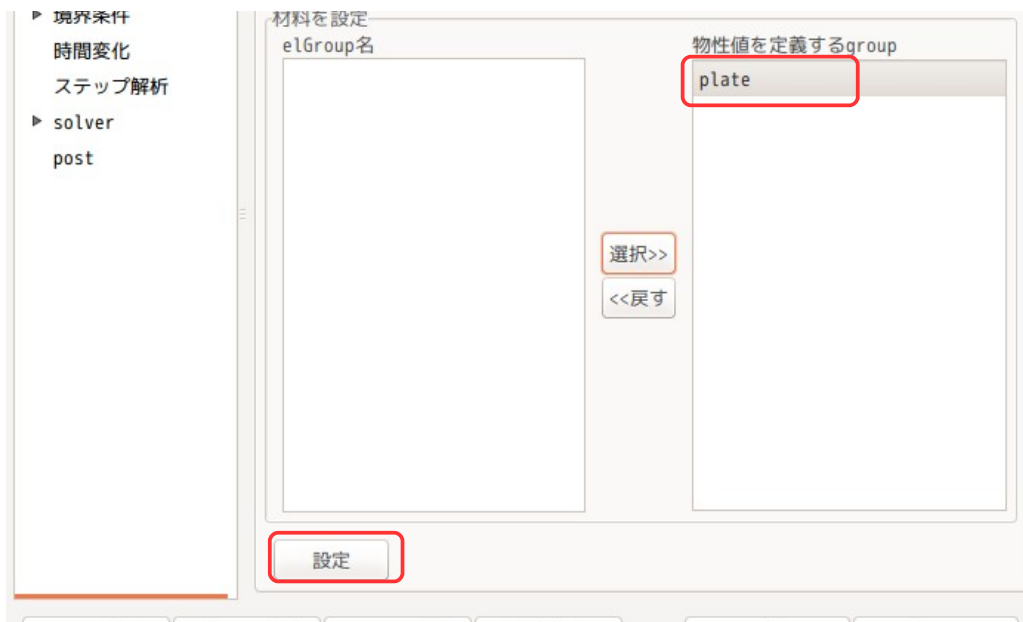 ▶ 境界条件
時間変化
ステップ解析
▶ solver
post
材料を設定
elGroup名
物性値を定義するgroup
plate
選択>>
<<戻す
設定